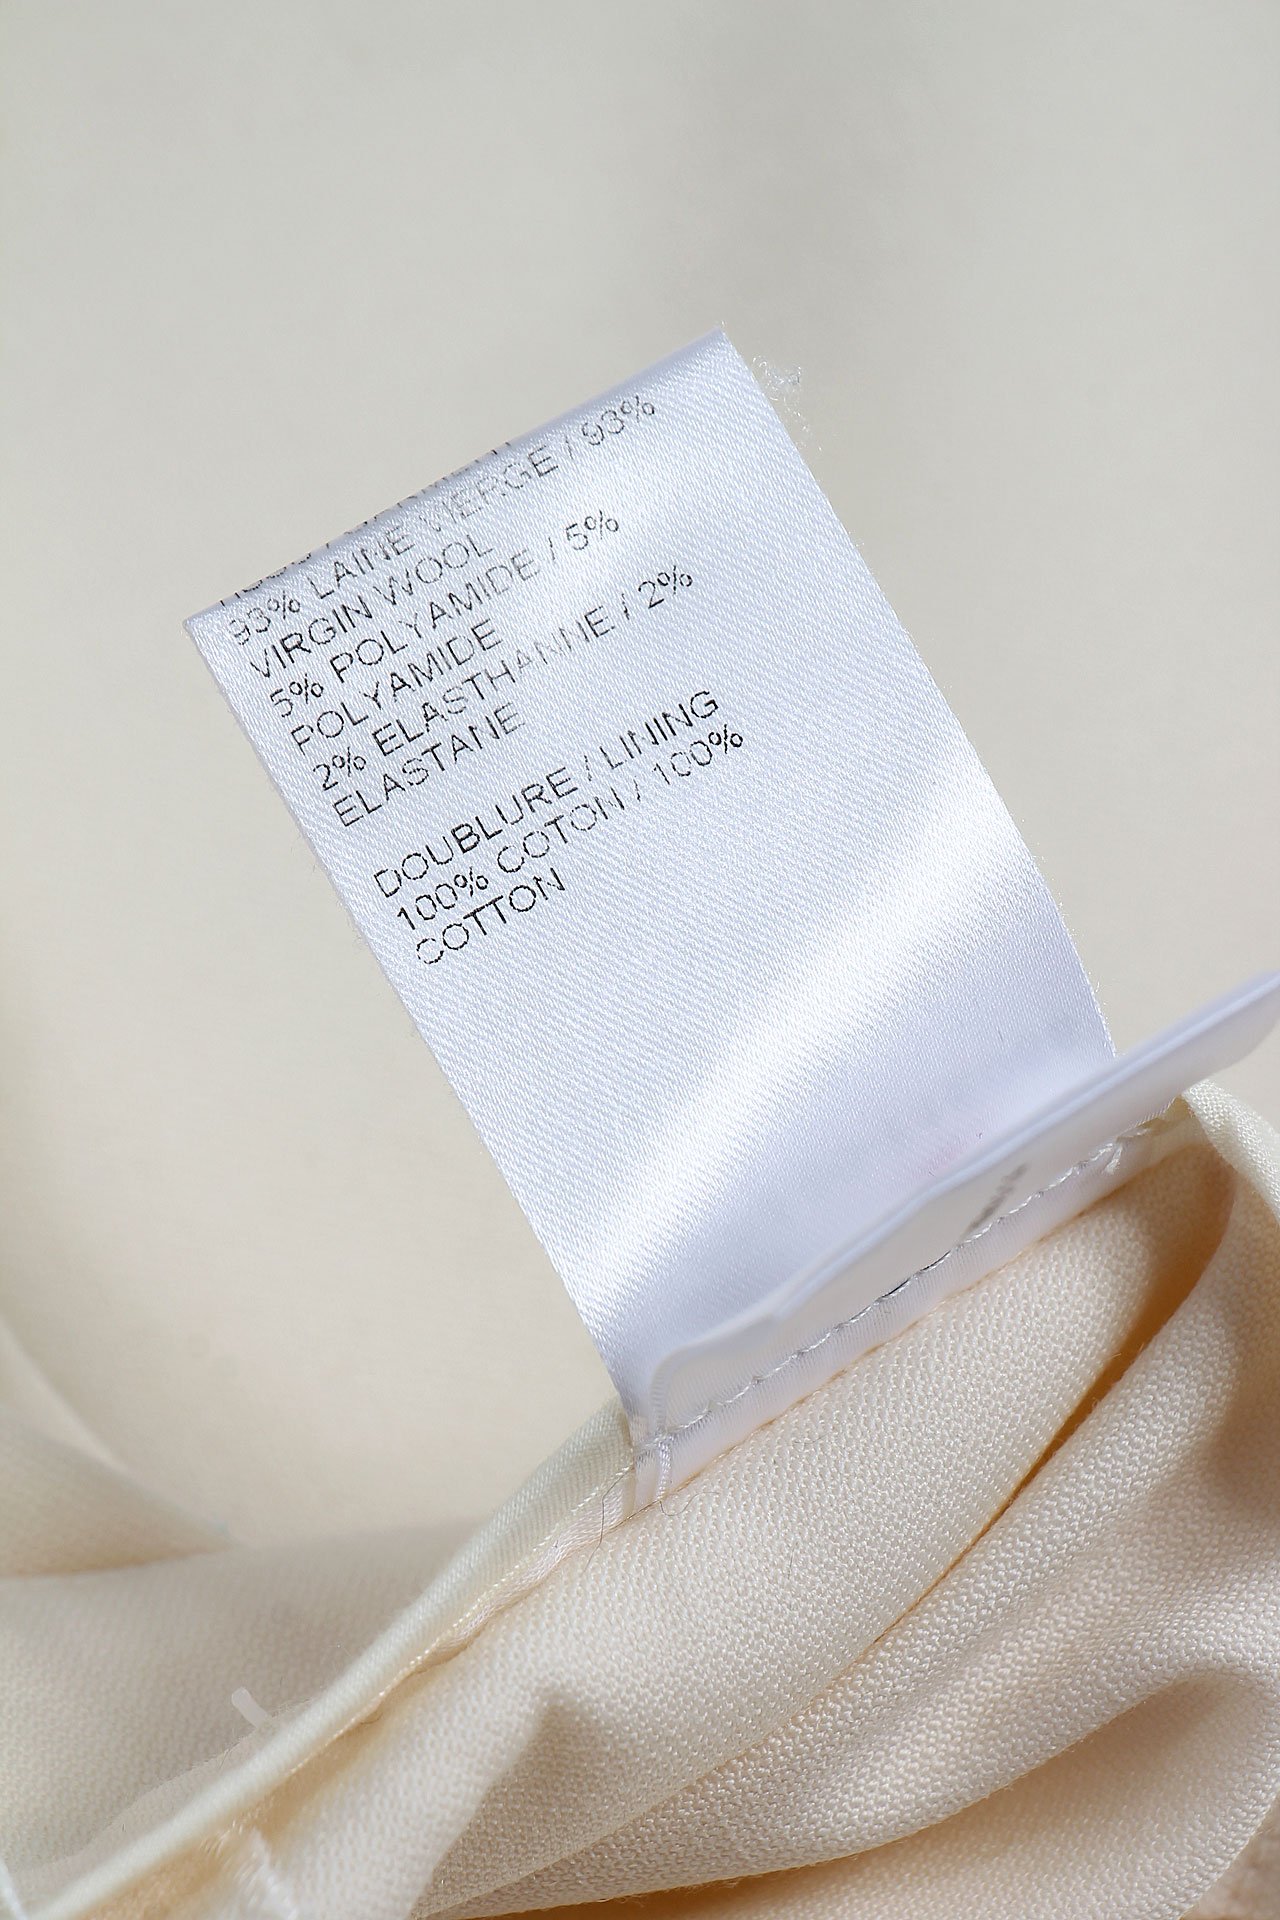 93% LAINE VIERGE / 93%
VIRGIN WOOL
5% POLYAMIDE / 5%
POLYAMIDE
2% ELASTHANNE / 2%
ELASTANE
DOUBLURE / LINING
100% COTON / 100%
COTTON